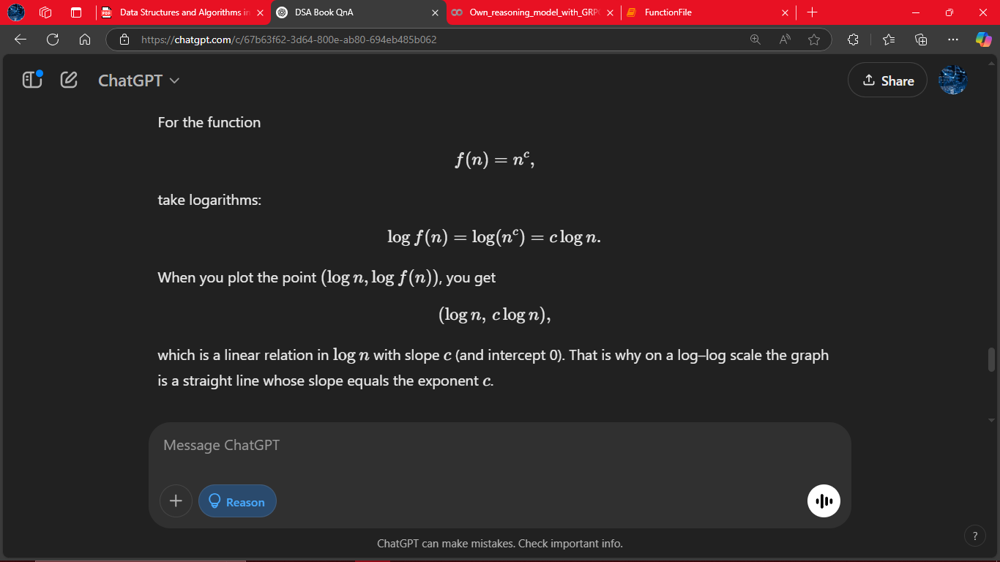 Data Structures and Algorithms in
DSA Book QnA
Own_reasoning_model_with_GRPO
FunctionFile
https://chatgpt.com/c/67b63f62-3d64-800e-ab80-694eb485b062
ChatGPT
Share
For the function
f(n) = n^c,
take logarithms:
log f(n) = log(n^c) = c log n.
When you plot the point (log n, log f(n)), you get
(log n, c log n),
which is a linear relation in log n with slope c (and intercept 0). That is why on a log–log scale the graph
is a straight line whose slope equals the exponent c.
Message ChatGPT
Reason
ChatGPT can make mistakes. Check important info.
?